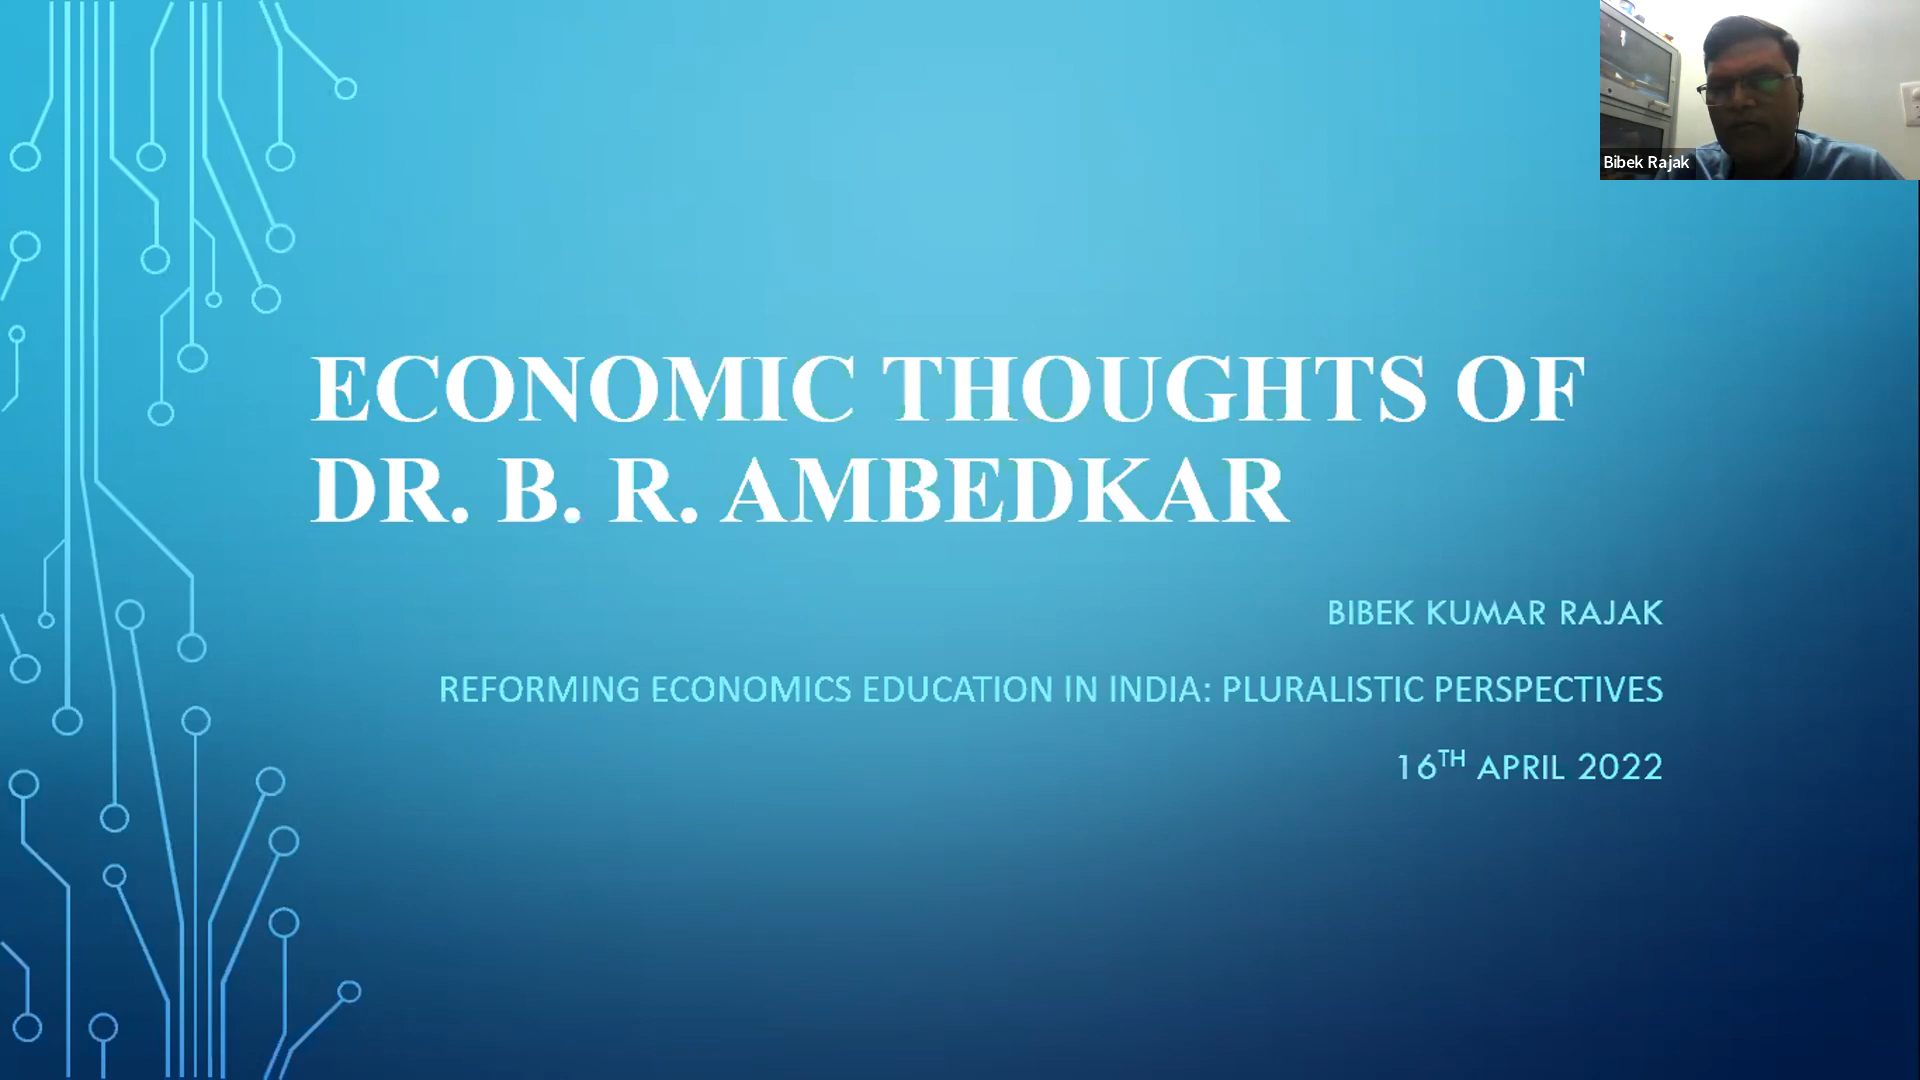 Bibek Rajak
ECONOMIC THOUGHTS OF
DR. B. R. AMBEDKAR
BIBEK KUMAR RAJAK
REFORMING ECONOMICS EDUCATION IN INDIA: PLURALISTIC PERSPECTIVES
16TH APRIL 2022